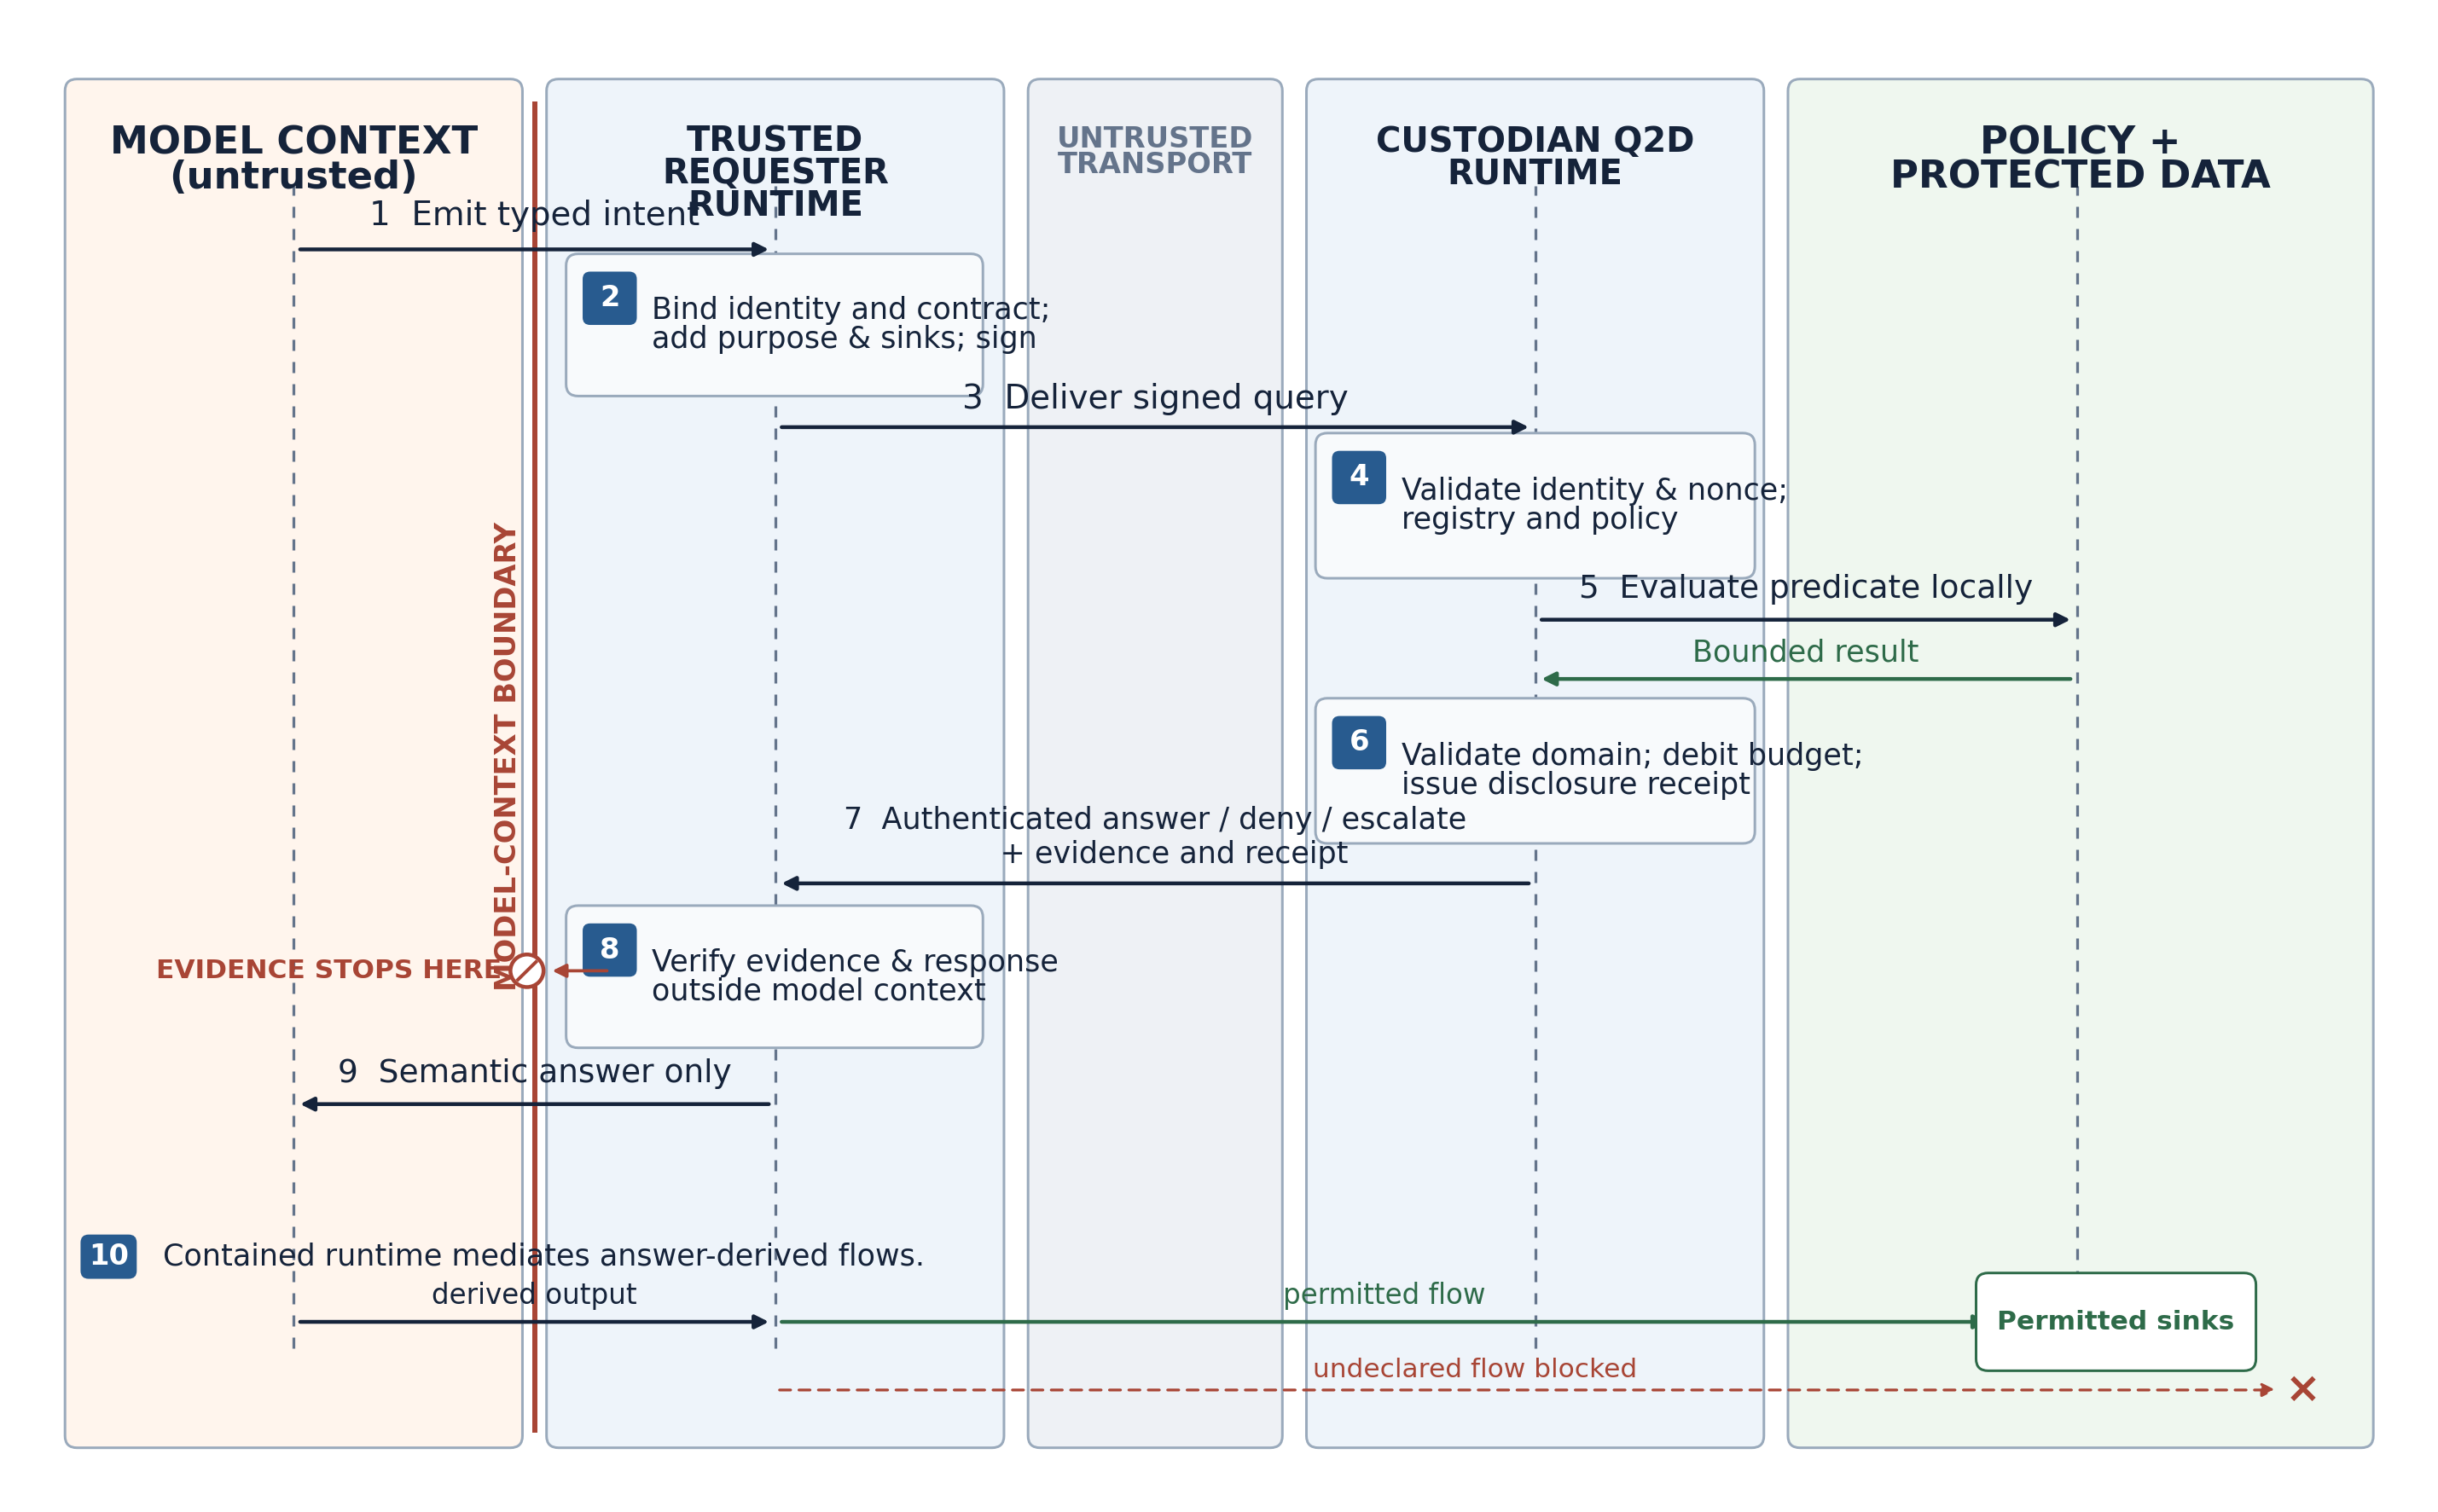 MODEL CONTEXT
(untrusted)
TRUSTED
REQUESTER
RUNTIME
UNTRUSTED
TRANSPORT
CUSTODIAN Q2D
RUNTIME
POLICY +
PROTECTED DATA
1 Emit typed intent
2
Bind identity and contract;
add purpose & sinks; sign
3 Deliver signed query
4
Validate identity & nonce;
registry and policy
5 Evaluate predicate locally
Bounded result
6
Validate domain; debit budget;
issue disclosure receipt
7 Authenticated answer / deny / escalate
+ evidence and receipt
MODEL-CONTEXT BOUNDARY
EVIDENCE STOPS HERE
8
Verify evidence & response
outside model context
9 Semantic answer only
10 Contained runtime mediates answer-derived flows.
derived output
permitted flow
Permitted sinks
undeclared flow blocked